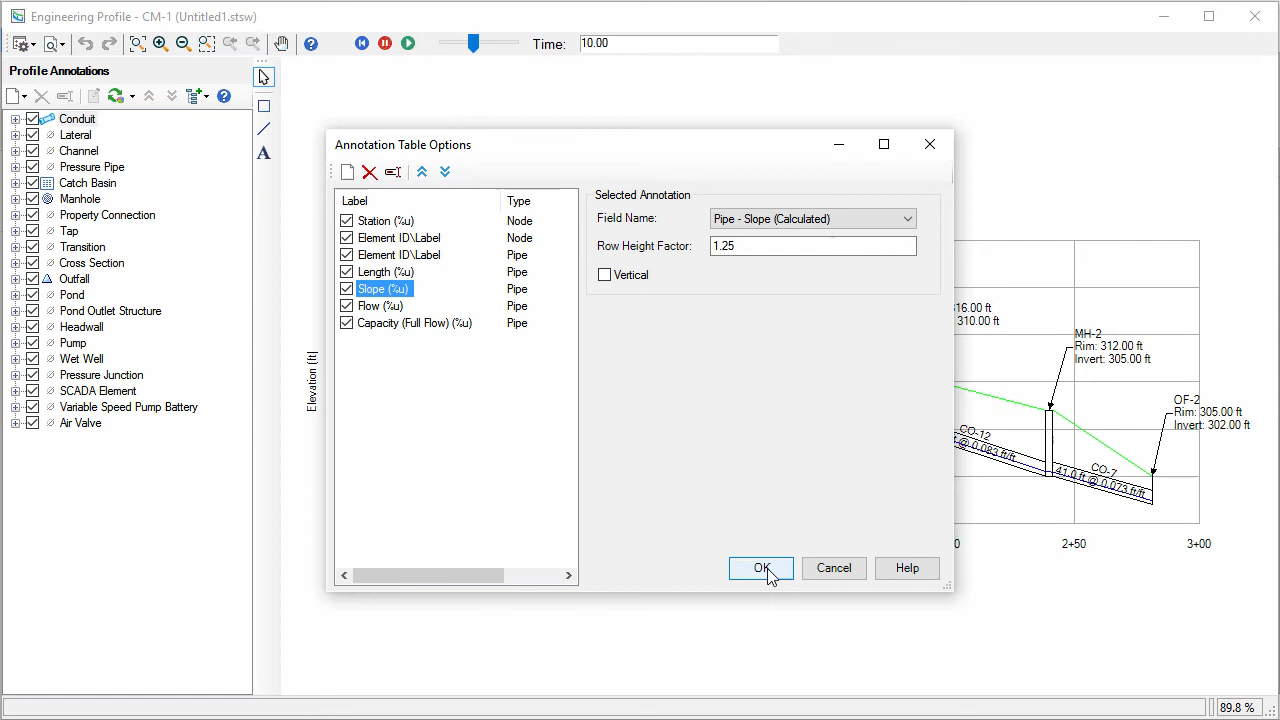 Engineering Profile - CM-1 (Untitled1.stsw)
Time: 10.00
Profile Annotations
Conduit
Lateral
Channel
Pressure Pipe
Catch Basin
Manhole
Property Connection
Tap
Transition
Cross Section
Outfall
Pond
Pond Outlet Structure
Headwall
Pump
Wet Well
Pressure Junction
SCADA Element
Variable Speed Pump Battery
Air Valve
A
Annotation Table Options
Label Type
Station (%u) Node
Element ID\Label Node
Element ID\Label Pipe
Length (%u) Pipe
Slope (%u) Pipe
Flow (%u) Pipe
Capacity (Full Flow) (%u) Pipe
Selected Annotation
Field Name: Pipe - Slope (Calculated)
Row Height Factor: 1.25
Vertical
OK Cancel Help
Elevation (ft)
316.00 ft
310.00 ft
MH-2
Rim: 312.00 ft
Invert: 305.00 ft
OF-2
Rim: 305.00 ft
Invert: 302.00 ft
CO-12
@ 0.083 ft/ft
CO-7
41.0 ft @ 0.073 ft/ft
0 2+50 3+00
89.8 %